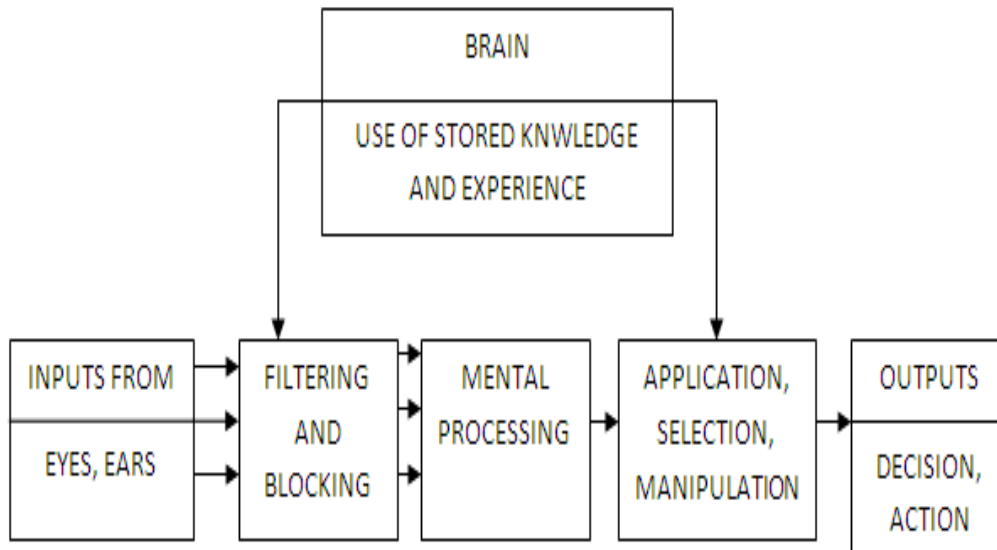 BRAIN
USE OF STORED KNWLEDGE
AND EXPERIENCE
INPUTS FROM
EYES, EARS
FILTERING
AND
BLOCKING
MENTAL
PROCESSING
APPLICATION,
SELECTION,
MANIPULATION
OUTPUTS
DECISION,
ACTION